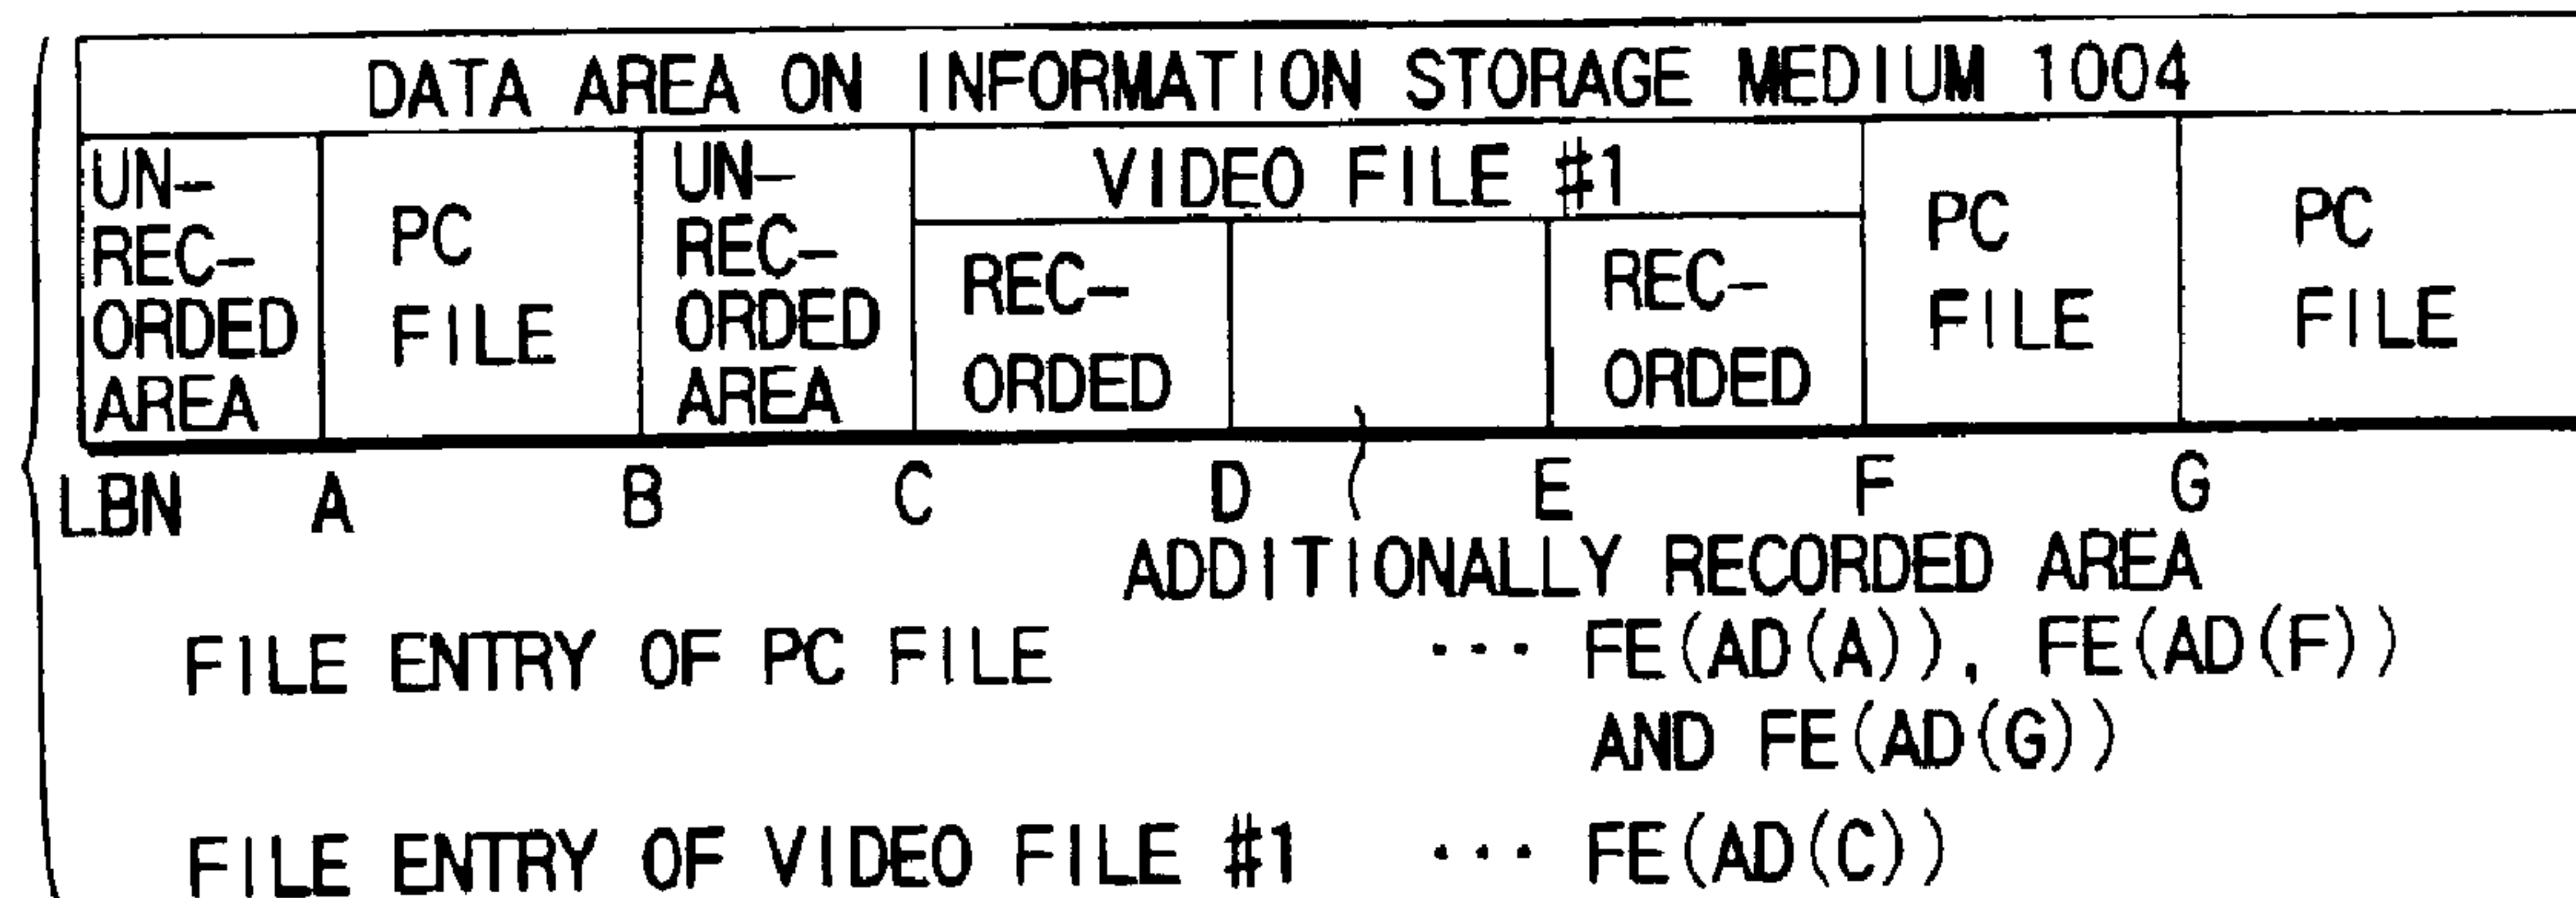 DATA AREA ON INFORMATION STORAGE MEDIUM 1004
UN-
REC-
ORDED
AREA
PC
FILE
UN-
REC-
ORDED
AREA
VIDEO FILE #1
REC-
ORDED
REC-
ORDED
PC
FILE
PC
FILE
LBN A B C D E F G
ADDITIONALLY RECORDED AREA
FILE ENTRY OF PC FILE ··· FE(AD(A)), FE(AD(F))
AND FE(AD(G))
FILE ENTRY OF VIDEO FILE #1 ··· FE(AD(C))